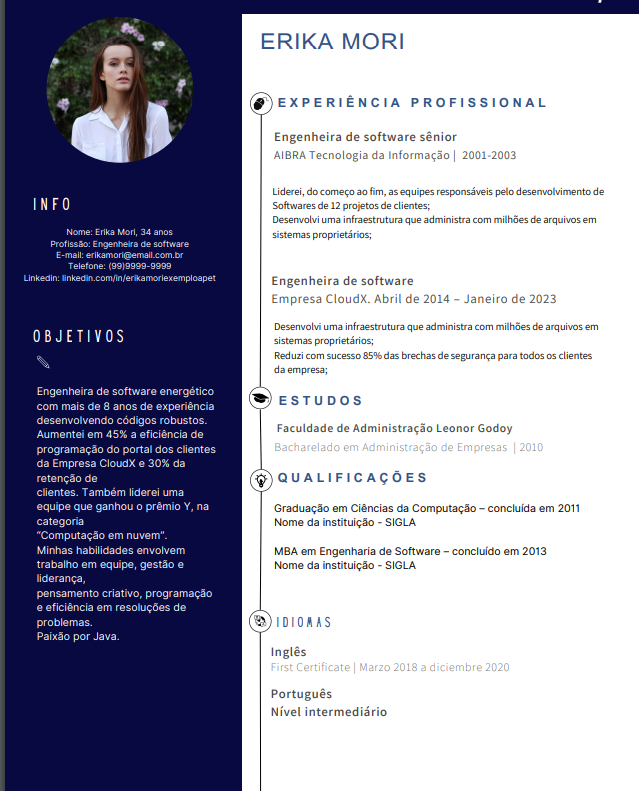 ERIKA MORI
INFO
Nome: Erika Mori, 34 anos
Profissão: Engenheira de software
E-mail: erikamori@email.com.br
Telefone: (99)9999-9999
Linkedin: linkedin.com/in/erikamoriexemploapet
OBJETIVOS
Engenheira de software energético
com mais de 8 anos de experiência
desenvolvendo códigos robustos.
Aumentei em 45% a eficiência de
programação do portal dos clientes
da Empresa CloudX e 30% da
retenção de
clientes. Também liderei uma
equipe que ganhou o prêmio Y, na
categoria
“Computação em nuvem”.
Minhas habilidades envolvem
trabalho em equipe, gestão e
liderança,
pensamento criativo, programação
e eficiência em resoluções de
problemas.
Paixão por Java.
EXPERIÊNCIA PROFISSIONAL
Engenheira de software sênior
AIBRA Tecnologia da Informação | 2001-2003
Liderei, do começo ao fim, as equipes responsáveis pelo desenvolvimento de
Softwares de 12 projetos de clientes;
Desenvolvi uma infraestrutura que administra com milhões de arquivos em
sistemas proprietários;
Engenheira de software
Empresa CloudX. Abril de 2014 – Janeiro de 2023
Desenvolvi uma infraestrutura que administra com milhões de arquivos em
sistemas proprietários;
Reduzi com sucesso 85% das brechas de segurança para todos os clientes
da empresa;
ESTUDOS
Faculdade de Administração Leonor Godoy
Bacharelado em Administração de Empresas | 2010
QUALIFICAÇÕES
Graduação em Ciências da Computação – concluída em 2011
Nome da instituição - SIGLA
MBA em Engenharia de Software – concluído em 2013
Nome da instituição - SIGLA
IDIOMAS
Inglês
First Certificate | Marzo 2018 a diciembre 2020
Português
Nível intermediário